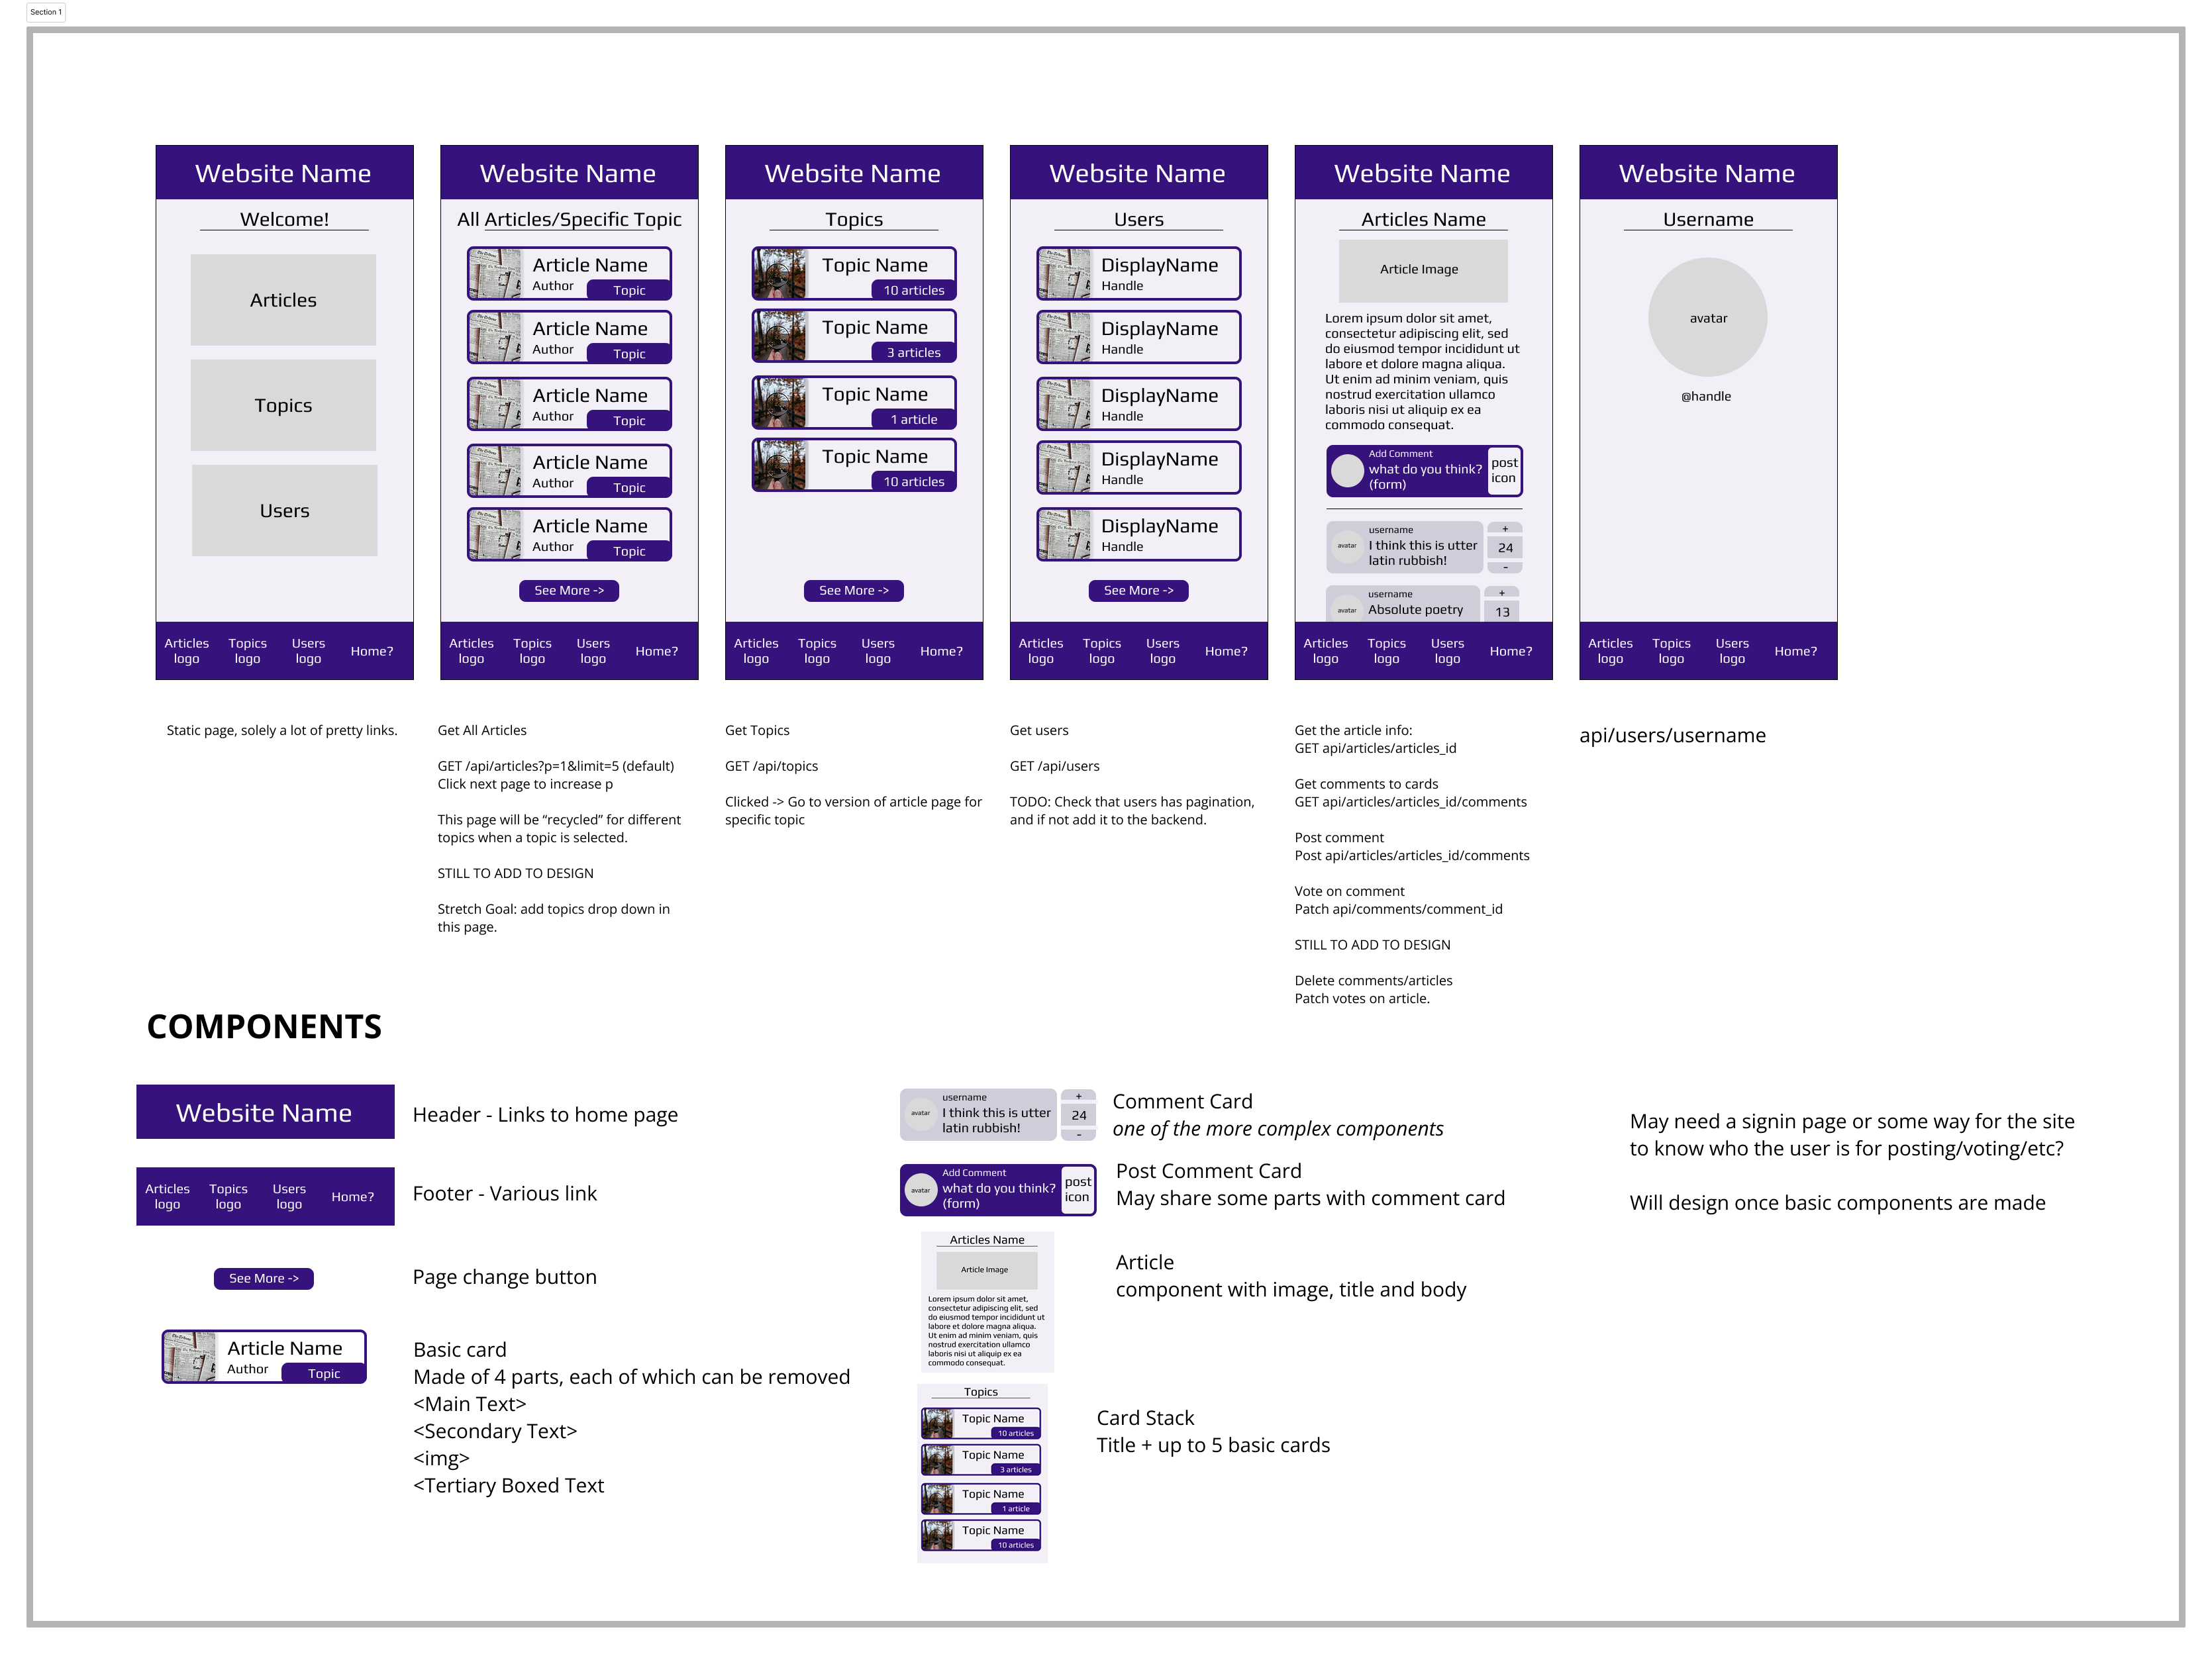 Section 1
Website Name
Welcome!
Articles
Topics
Users
Articles
logo
Topics
logo
Users
logo
Home?
Website Name
All Articles/Specific Topic
Article Name
Author
Topic
Article Name
Author
Topic
Article Name
Author
Topic
Article Name
Author
Topic
Article Name
Author
Topic
See More ->
Articles
logo
Topics
logo
Users
logo
Home?
Website Name
Topics
Topic Name
10 articles
Topic Name
3 articles
Topic Name
1 article
Topic Name
10 articles
See More ->
Articles
logo
Topics
logo
Users
logo
Home?
Website Name
Users
DisplayName
Handle
DisplayName
Handle
DisplayName
Handle
DisplayName
Handle
DisplayName
Handle
See More ->
Articles
logo
Topics
logo
Users
logo
Home?
Website Name
Articles Name
Article Image
Lorem ipsum dolor sit amet,
consectetur adipiscing elit, sed
do eiusmod tempor incididunt ut
labore et dolore magna aliqua.
Ut enim ad minim veniam, quis
nostrud exercitation ullamco
laboris nisi ut aliquip ex ea
commodo consequat.
Add Comment
what do you think?
(form)
post
icon
username
avatar
I think this is utter
latin rubbish!
+
24
-
username
avatar
Absolute poetry
+
13
Articles
logo
Topics
logo
Users
logo
Home?
Website Name
Username
avatar
@handle
Articles
logo
Topics
logo
Users
logo
Home?
Static page, solely a lot of pretty links.
Get All Articles
GET /api/articles?p=1&limit=5 (default)
Click next page to increase p
This page will be “recycled” for different
topics when a topic is selected.
STILL TO ADD TO DESIGN
Stretch Goal: add topics drop down in
this page.
Get Topics
GET /api/topics
Clicked -> Go to version of article page for
specific topic
Get users
GET /api/users
TODO: Check that users has pagination,
and if not add it to the backend.
Get the article info:
GET api/articles/articles_id
Get comments to cards
GET api/articles/articles_id/comments
Post comment
Post api/articles/articles_id/comments
Vote on comment
Patch api/comments/comment_id
STILL TO ADD TO DESIGN
Delete comments/articles
Patch votes on article.
api/users/username
COMPONENTS
Website Name
Header - Links to home page
Articles
logo
Topics
logo
Users
logo
Home?
Footer - Various link
See More ->
Page change button
Article Name
Author
Topic
Basic card
Made of 4 parts, each of which can be removed
<Main Text>
<Secondary Text>
<img>
<Tertiary Boxed Text
username
avatar
I think this is utter
latin rubbish!
+
24
-
Comment Card
one of the more complex components
Add Comment
avatar
what do you think?
(form)
post
icon
Post Comment Card
May share some parts with comment card
Articles Name
Article Image
Lorem ipsum dolor sit amet,
consectetur adipiscing elit, sed
do eiusmod tempor incididunt ut
labore et dolore magna aliqua.
Ut enim ad minim veniam, quis
nostrud exercitation ullamco
laboris nisi ut aliquip ex ea
commodo consequat.
Article
component with image, title and body
Topics
Topic Name
10 articles
Topic Name
3 articles
Topic Name
1 article
Topic Name
10 articles
Card Stack
Title + up to 5 basic cards
May need a signin page or some way for the site
to know who the user is for posting/voting/etc?
Will design once basic components are made